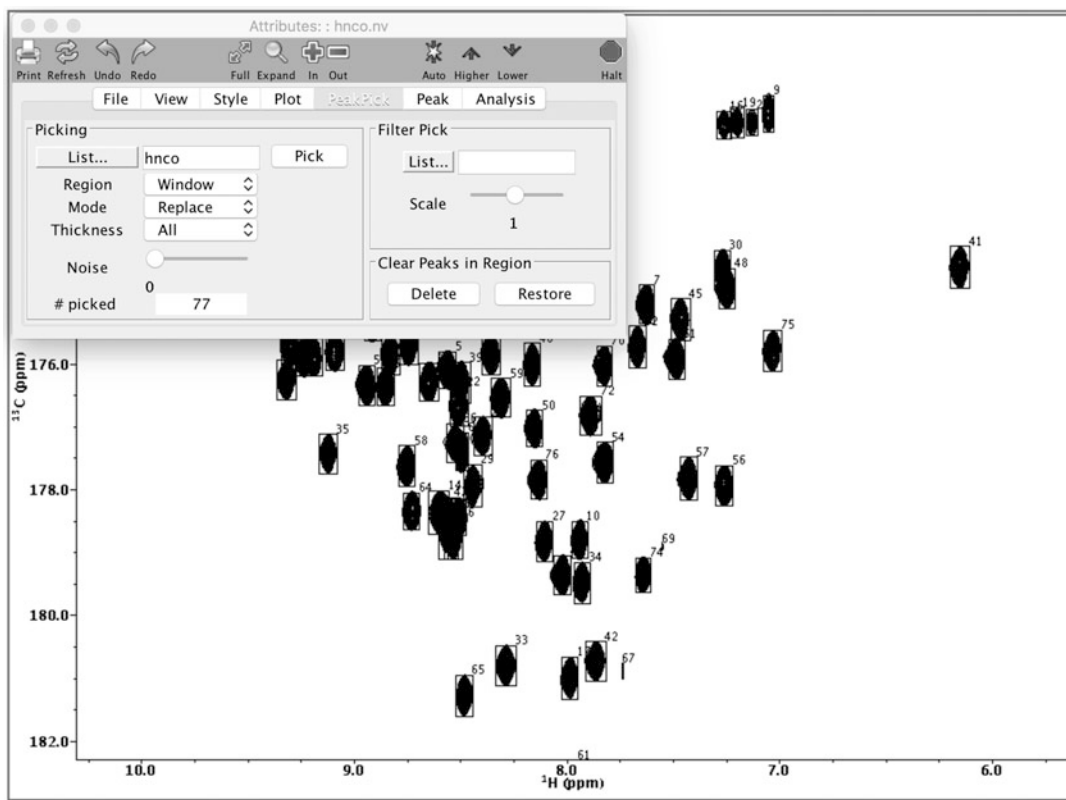 Attributes: : hnco.nv
Print Refresh Undo Redo Full Expand In Out Auto Higher Lower Halt
File View Style Plot PeakPick Peak Analysis
Picking
List... hnco Pick
Region Window
Mode Replace
Thickness All
Noise
0
# picked 77
Filter Pick
List...
Scale
1
Clear Peaks in Region
Delete Restore
9
30
41
48
7
45
75
176.0
5
39
59
72
50
35
58
54
29
57
56
76
178.0
64
14
27
10
69
74
34
180.0
33
42
67
65
182.0
61
10.0 9.0 8.0 7.0 6.0
¹³C (ppm)
¹H (ppm)